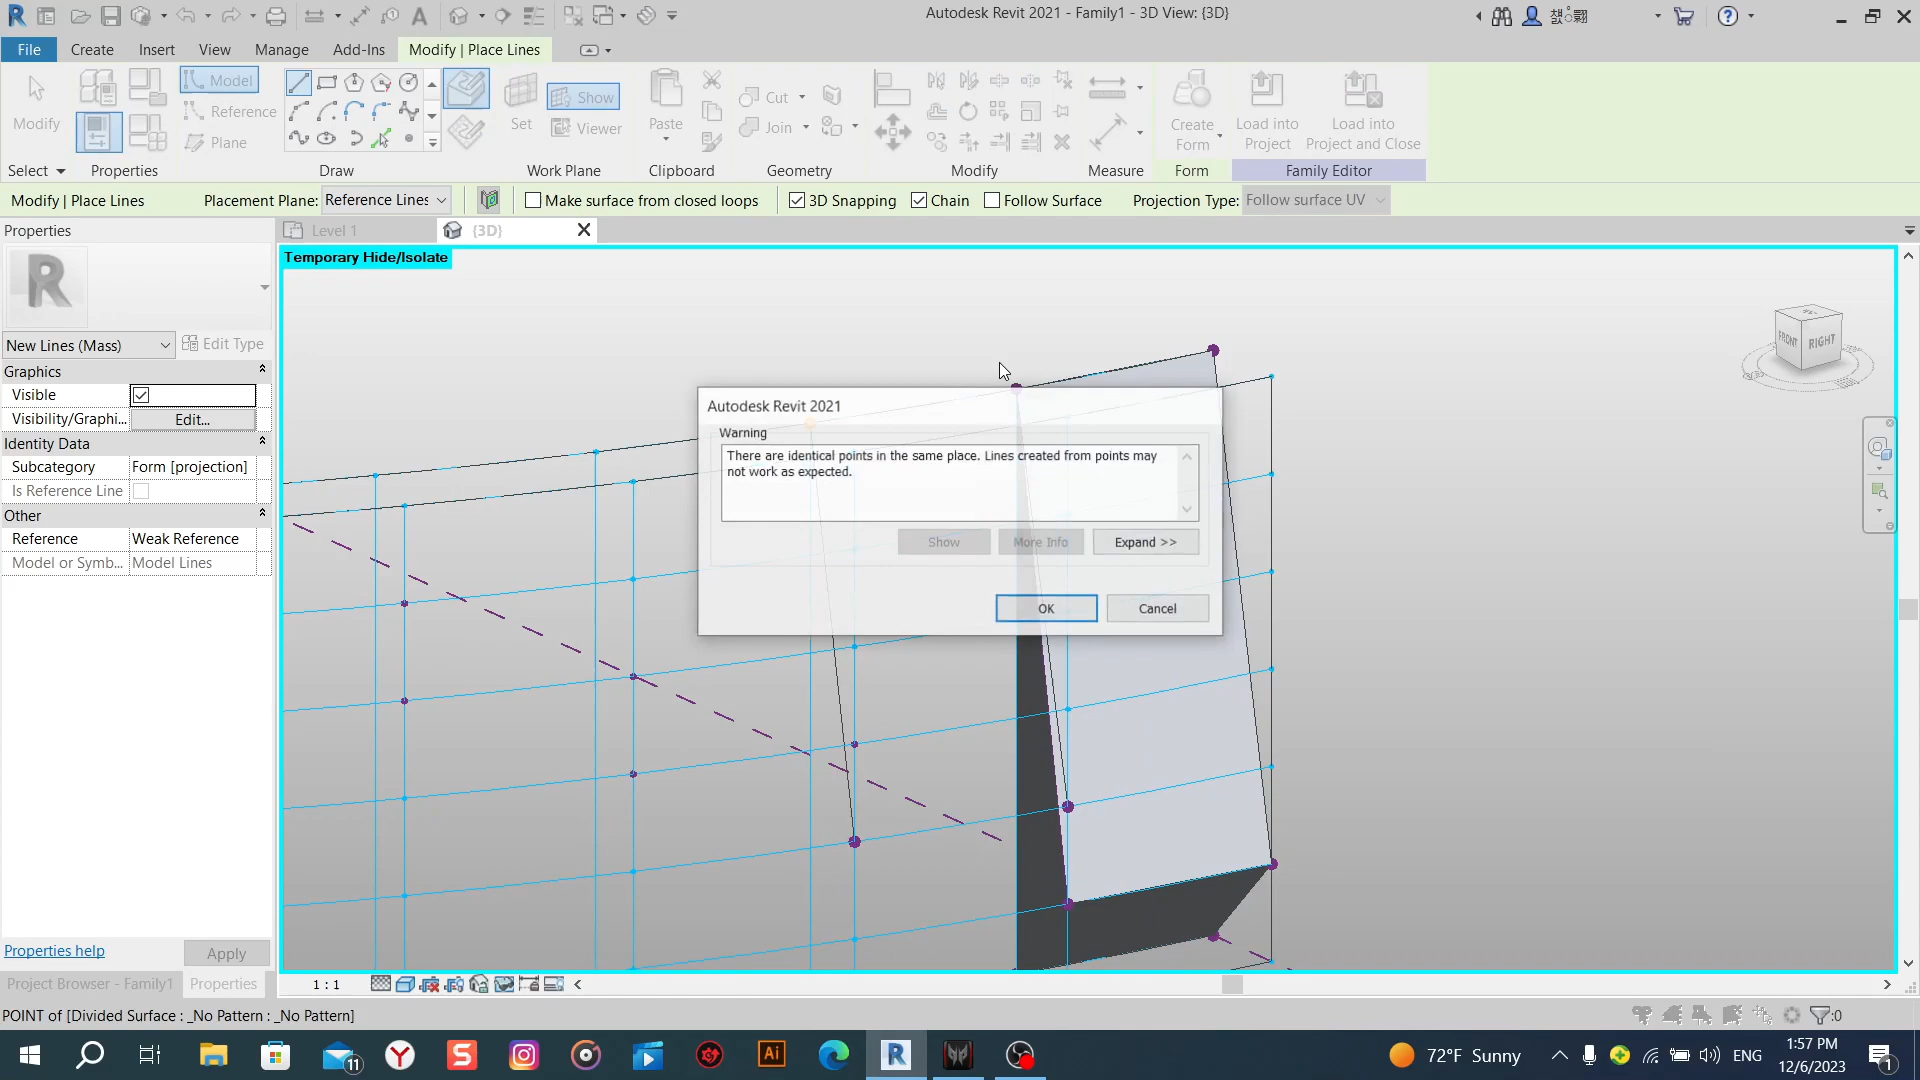 Autodesk Revit 2021 - Family1 - 3D View: {3D}
File
Create
Insert
View
Manage
Add-Ins
Modify | Place Lines
Modify
Model
Reference
Plane
Set
Show
Viewer
Paste
Cut
Join
Create Form
Load into Project
Load into Project and Close
Select
Properties
Draw
Work Plane
Clipboard
Geometry
Modify
Measure
Form
Family Editor
Modify | Place Lines
Placement Plane:
Reference Lines
Make surface from closed loops
3D Snapping
Chain
Follow Surface
Projection Type:
Follow surface UV
Properties
Level 1
{3D}
Temporary Hide/Isolate
New Lines (Mass)
Edit Type
Graphics
Visible
Visibility/Graphi...
Edit...
Identity Data
Subcategory
Form [projection]
Is Reference Line
Other
Reference
Weak Reference
Model or Symb...
Model Lines
Autodesk Revit 2021
Warning
There are identical points in the same place. Lines created from points may
not work as expected.
Show
More Info
Expand >>
OK
Cancel
FRONT
RIGHT
Properties help
Apply
Project Browser - Family1
Properties
1 : 1
POINT of [Divided Surface : _No Pattern : _No Pattern]
:0
11
72°F Sunny
ENG
1:57 PM
12/6/2023
1